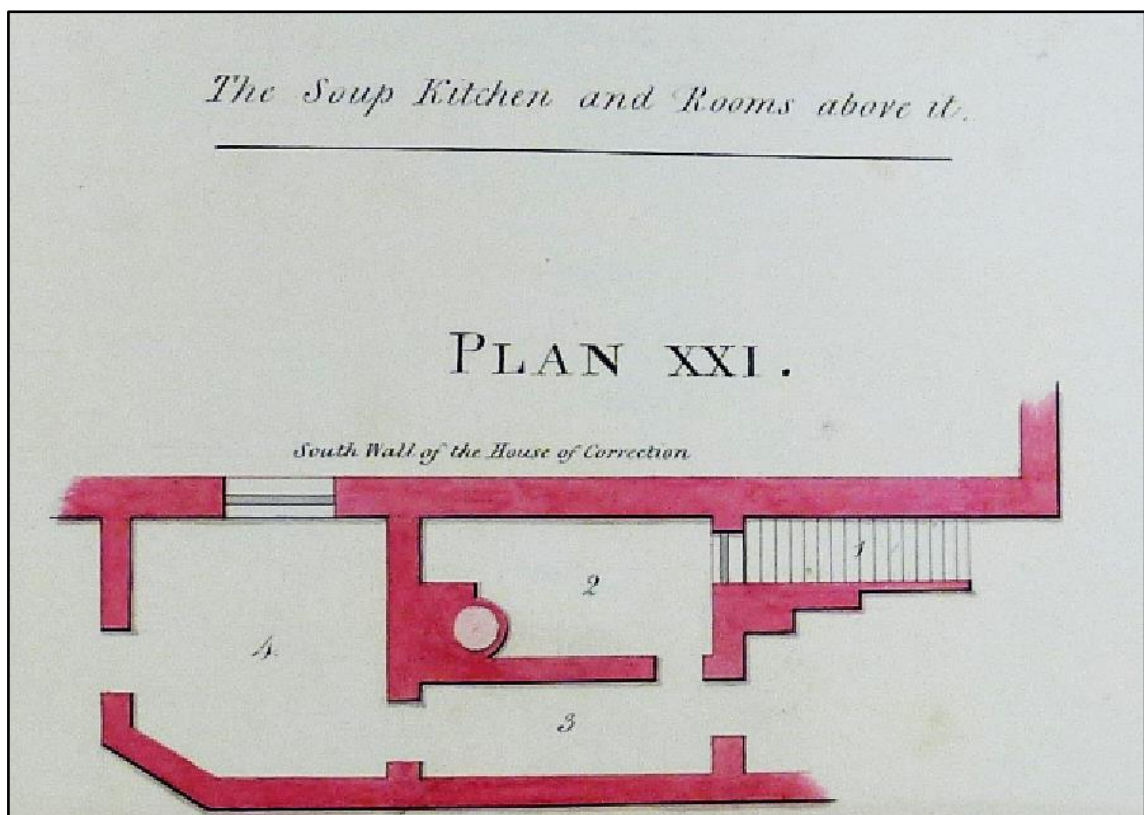 The Soup Kitchen and Rooms above it.
PLAN XXI.
South Wall of the House of Correction
1
2
4
3